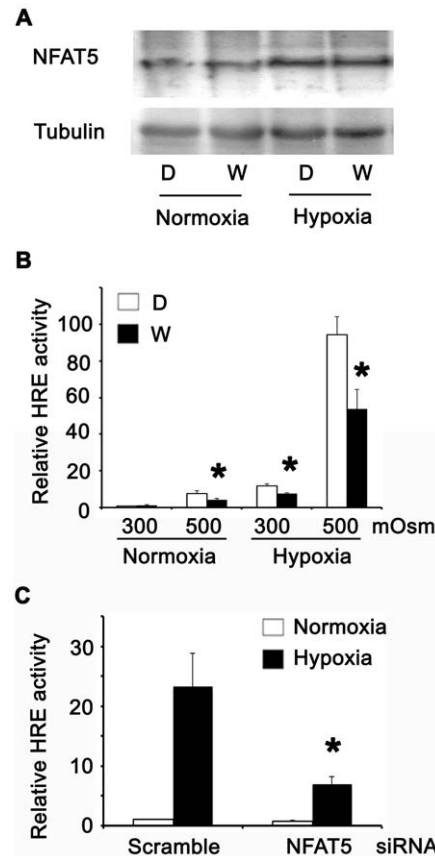 A
NFAT5
Tubulin
D W D W
Normoxia Hypoxia
B
D
W
Relative HRE activity
100
80
60
40
20
0
300 500 300 500 mOsm
Normoxia Hypoxia
*
*
*
C
Normoxia
Hypoxia
Relative HRE activity
30
20
10
0
*
Scramble NFAT5 siRNA